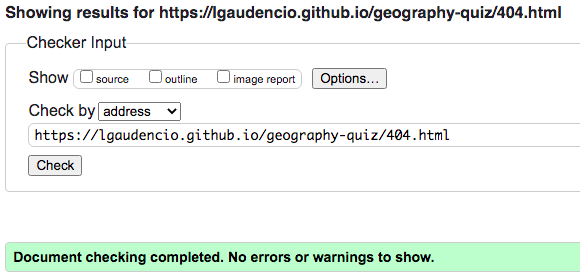 Showing results for https://lgaudencio.github.io/geography-quiz/404.html
Checker Input
Show source outline image report Options...
Check by address
https://lgaudencio.github.io/geography-quiz/404.html
Check
Document checking completed. No errors or warnings to show.